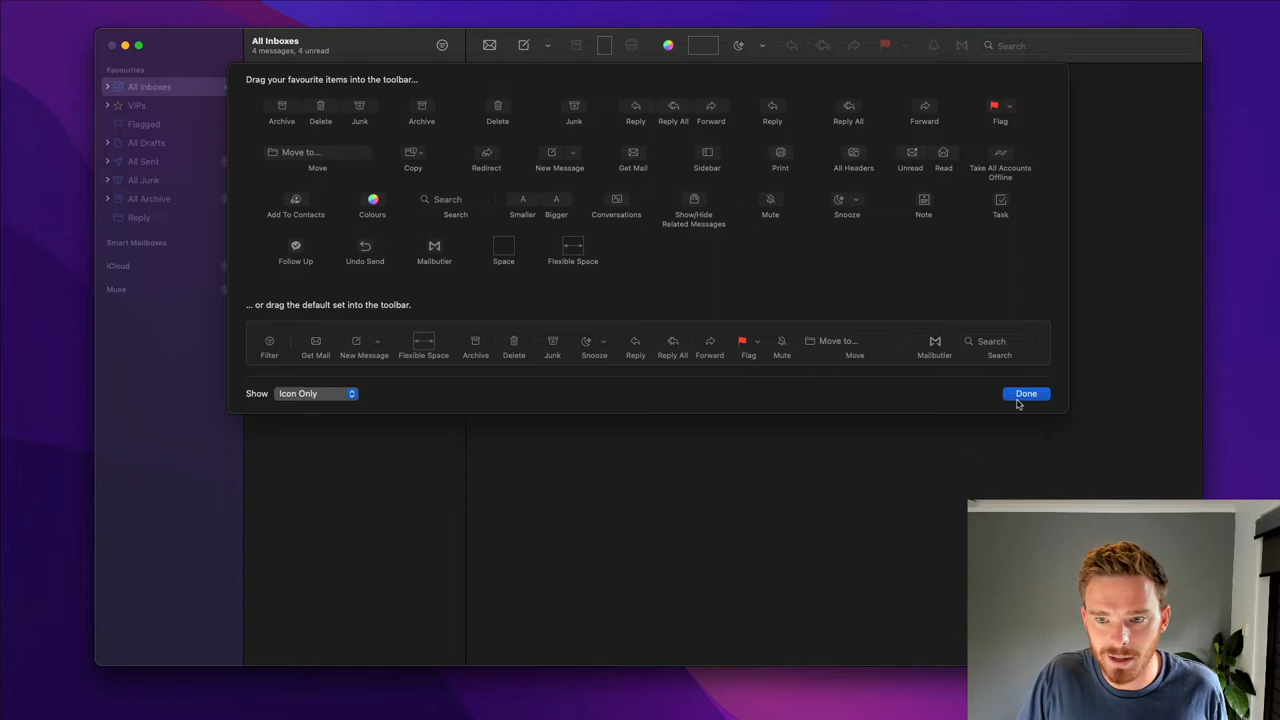 All Inboxes
4 messages, 4 unread
Search
Favourites
All Inboxes
VIPs
Flagged
All Drafts
All Sent
All Junk
All Archive
Reply
Smart Mailboxes
iCloud
Muse
Drag your favourite items into the toolbar...
Archive Delete Junk Archive Delete Junk Reply Reply All Forward Reply Reply All Forward Flag
Move to...
Move Copy Redirect New Message Get Mail Sidebar Print All Headers Unread Read Take All Accounts
Offline
A A Search
Add To Contacts Colours Search Smaller Bigger Conversations Show/Hide
Related Messages Mute Snooze Note Task
Follow Up Undo Send Mailbutler Space Flexible Space
... or drag the default set into the toolbar.
Move to... Search
Filter Get Mail New Message Flexible Space Archive Delete Junk Snooze Reply Reply All Forward Flag Mute Move Mailbutler Search
Show Icon Only Done